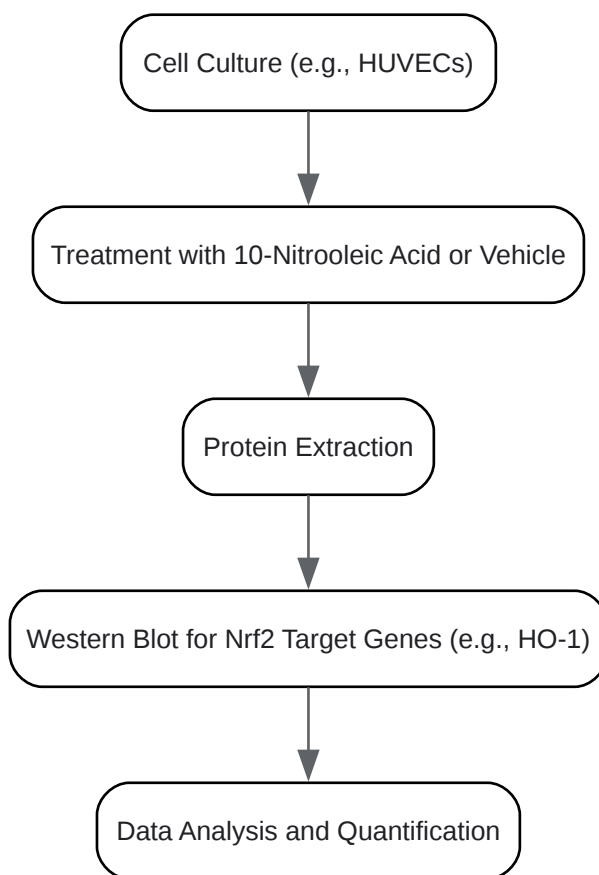 Cell Culture (e.g., HUVECs)
Treatment with 10-Nitrooleic Acid or Vehicle
Protein Extraction
Western Blot for Nrf2 Target Genes (e.g., HO-1)
Data Analysis and Quantification